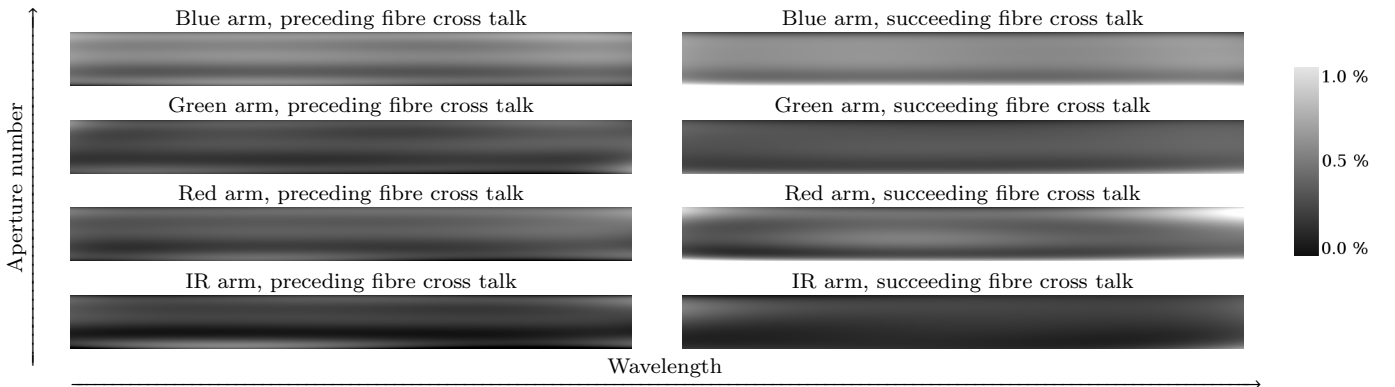 Blue arm, preceding fibre cross talk
Blue arm, succeeding fibre cross talk
Green arm, preceding fibre cross talk
Green arm, succeeding fibre cross talk
Red arm, preceding fibre cross talk
Red arm, succeeding fibre cross talk
IR arm, preceding fibre cross talk
IR arm, succeeding fibre cross talk
Aperture number
Wavelength
1.0 %
0.5 %
0.0 %